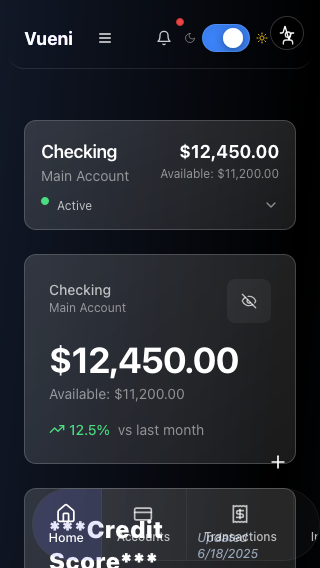 Vueni
Checking
$12,450.00
Main Account
Available: $11,200.00
Active
Checking
Main Account
$12,450.00
Available: $11,200.00
12.5% vs last month
***Credit
Score***
Updated
6/18/2025
Home
Accounts
Transactions